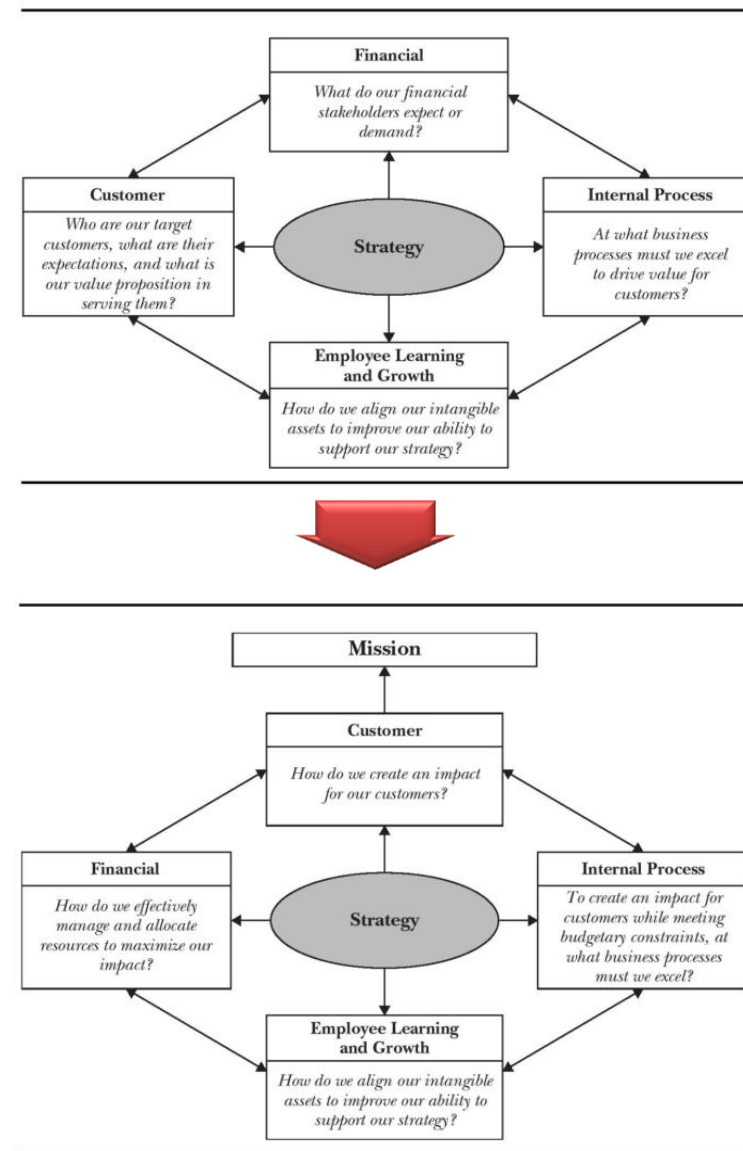 Financial
What do our financial
stakeholders expect or
demand?
Customer
Who are our target
customers, what are their
expectations, and what is
our value proposition in
serving them?
Strategy
Internal Process
At what business
processes must we excel
to drive value for
customers?
Employee Learning
and Growth
How do we align our intangible
assets to improve our ability to
support our strategy?
Mission
Customer
How do we create an impact
for our customers?
Financial
How do we effectively
manage and allocate
resources to maximize our
impact?
Strategy
Internal Process
To create an impact for
customers while meeting
budgetary constraints, at
what business processes
must we excel?
Employee Learning
and Growth
How do we align our intangible
assets to improve our ability to
support our strategy?